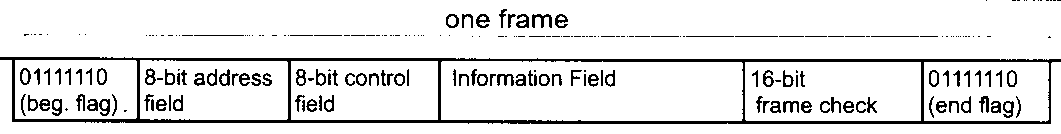 one frame
01111110 8-bit address 8-bit control Information Field 16-bit 01111110
(beg. flag). field field frame check (end flag)